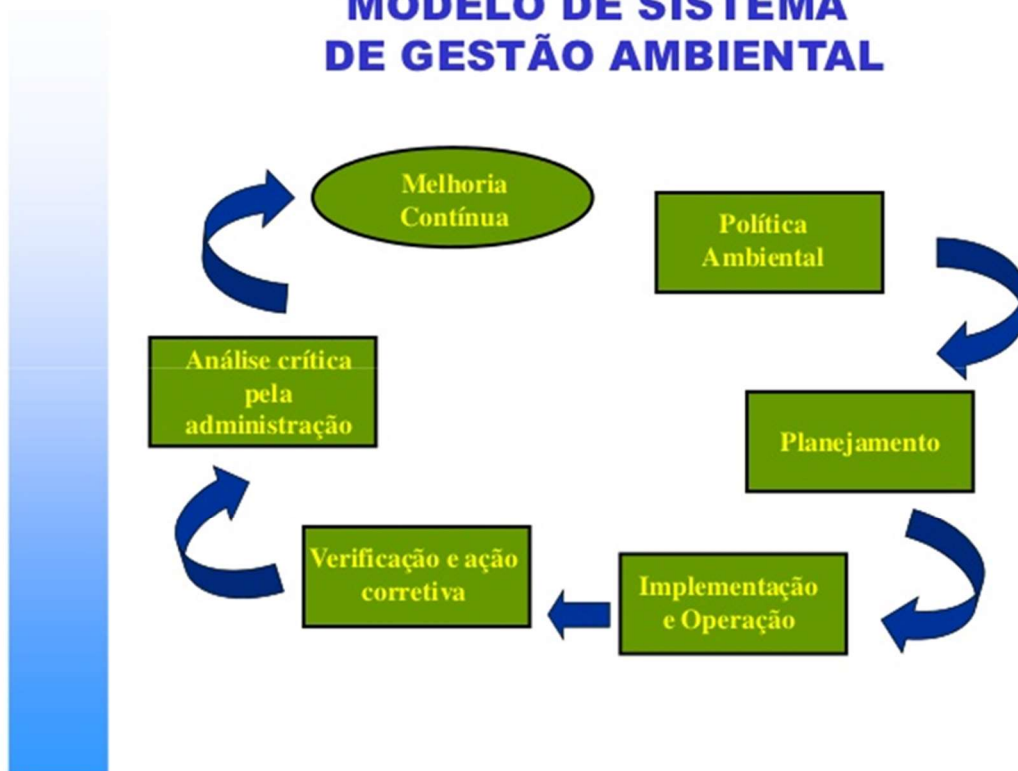 MODELO DE SISTEMA
DE GESTÃO AMBIENTAL
Melhoria
Contínua
Política
Ambiental
Planejamento
Implementação
e Operação
Verificação e ação
corretiva
Análise crítica
pela
administração